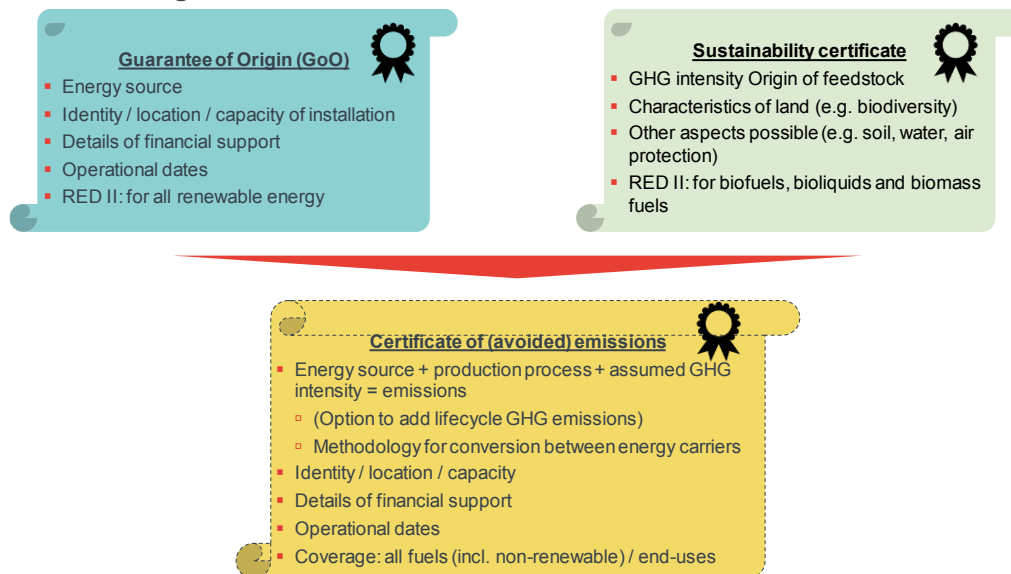 Guarantee of Origin (GoO)
Energy source
Identity / location / capacity of installation
Details of financial support
Operational dates
RED II: for all renewable energy
Sustainability certificate
GHG intensity Origin of feedstock
Characteristics of land (e.g. biodiversity)
Other aspects possible (e.g. soil, water, air
protection)
RED II: for biofuels, bioliquids and biomass
fuels
Certificate of (avoided) emissions
Energy source + production process + assumed GHG
intensity = emissions
(Option to add lifecycle GHG emissions)
Methodology for conversion between energy carriers
Identity / location / capacity
Details of financial support
Operational dates
Coverage: all fuels (incl. non-renewable) / end-uses